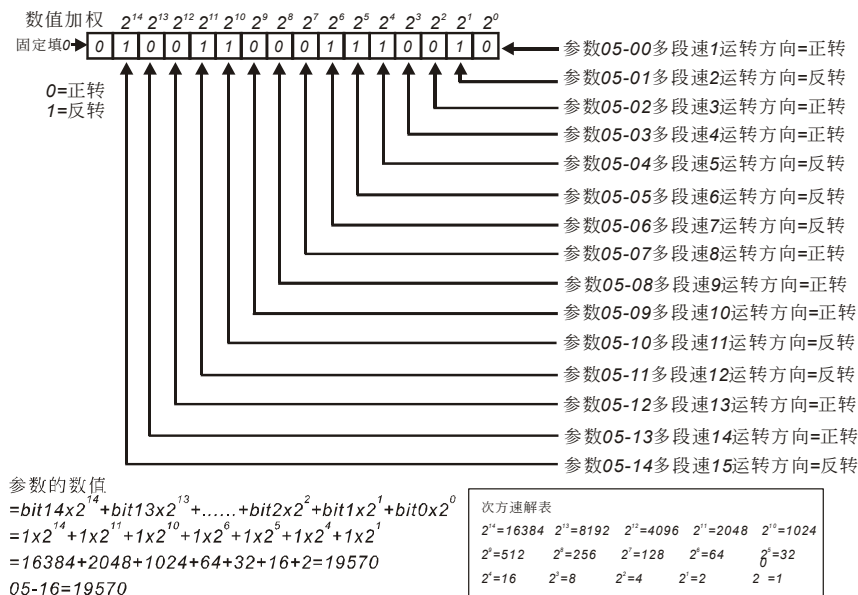 数值加权 2¹⁴ 2¹³ 2¹² 2¹¹ 2¹⁰ 2⁹ 2⁸ 2⁷ 2⁶ 2⁵ 2⁴ 2³ 2² 2¹ 2⁰
固定填0 0 1 0 0 1 1 0 0 0 1 1 1 0 0 1 0
0=正转
1=反转
参数05-00多段速1运转方向=正转
参数05-01多段速2运转方向=反转
参数05-02多段速3运转方向=正转
参数05-03多段速4运转方向=正转
参数05-04多段速5运转方向=反转
参数05-05多段速6运转方向=反转
参数05-06多段速7运转方向=反转
参数05-07多段速8运转方向=正转
参数05-08多段速9运转方向=正转
参数05-09多段速10运转方向=正转
参数05-10多段速11运转方向=反转
参数05-11多段速12运转方向=反转
参数05-12多段速13运转方向=正转
参数05-13多段速14运转方向=正转
参数05-14多段速15运转方向=反转
参数的数值
=bit14x2¹⁴+bit13x2¹³+......+bit2x2²+bit1x2¹+bit0x2⁰
=1x2¹⁴+1x2¹¹+1x2¹⁰+1x2⁶+1x2⁵+1x2⁴+1x2¹
=16384+2048+1024+64+32+16+2=19570
05-16=19570
次方速解表
2¹⁴=16384 2¹³=8192 2¹²=4096 2¹¹=2048 2¹⁰=1024
2⁹=512 2⁸=256 2⁷=128 2⁶=64 2⁵=32
2⁴=16 2³=8 2²=4 2¹=2 2⁰=1